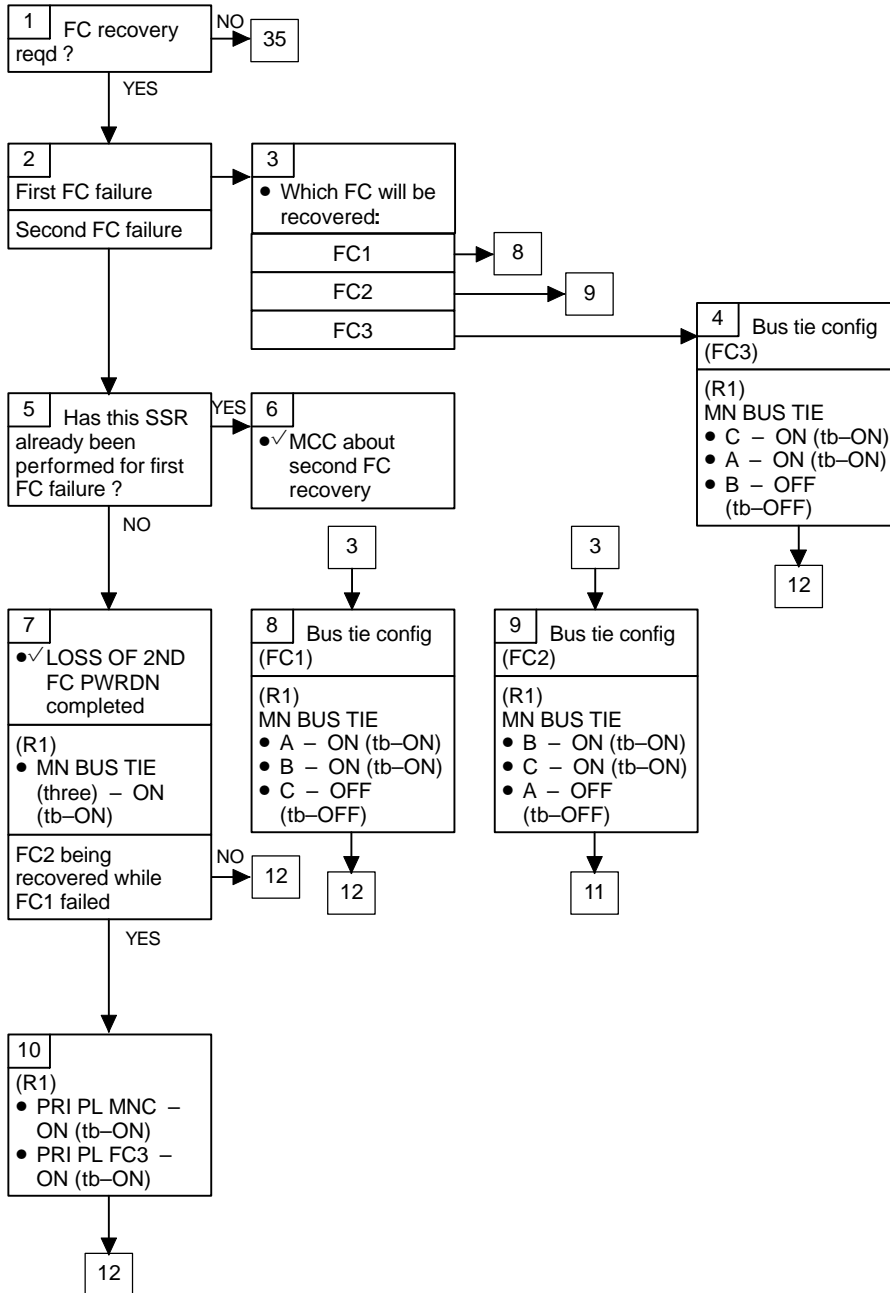 1 FC recovery
reqd ?
NO
35
YES
2
First FC failure
Second FC failure
3
• Which FC will be
recovered:
FC1
8
FC2
9
FC3
4 Bus tie config
(FC3)
(R1)
MN BUS TIE
• C – ON (tb–ON)
• A – ON (tb–ON)
• B – OFF
(tb–OFF)
12
5 Has this SSR
already been
performed for first
FC failure ?
YES
6
•✓MCC about
second FC
recovery
NO
7
•✓LOSS OF 2ND
FC PWRDN
completed
(R1)
• MN BUS TIE
(three) – ON
(tb–ON)
FC2 being
recovered while
FC1 failed
NO
12
YES
3
8 Bus tie config
(FC1)
(R1)
MN BUS TIE
• A – ON (tb–ON)
• B – ON (tb–ON)
• C – OFF
(tb–OFF)
12
3
9 Bus tie config
(FC2)
(R1)
MN BUS TIE
• B – ON (tb–ON)
• C – ON (tb–ON)
• A – OFF
(tb–OFF)
11
10
(R1)
• PRI PL MNC –
ON (tb–ON)
• PRI PL FC3 –
ON (tb–ON)
12